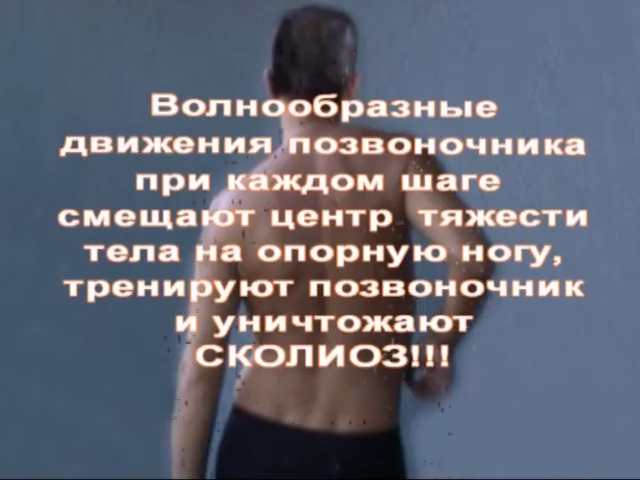 Волнообразные
движения позвоночника
при каждом шаге
смещают центр тяжести
тела на опорную ногу,
тренируют позвоночник
и уничтожают
СКОЛИОЗ!!!